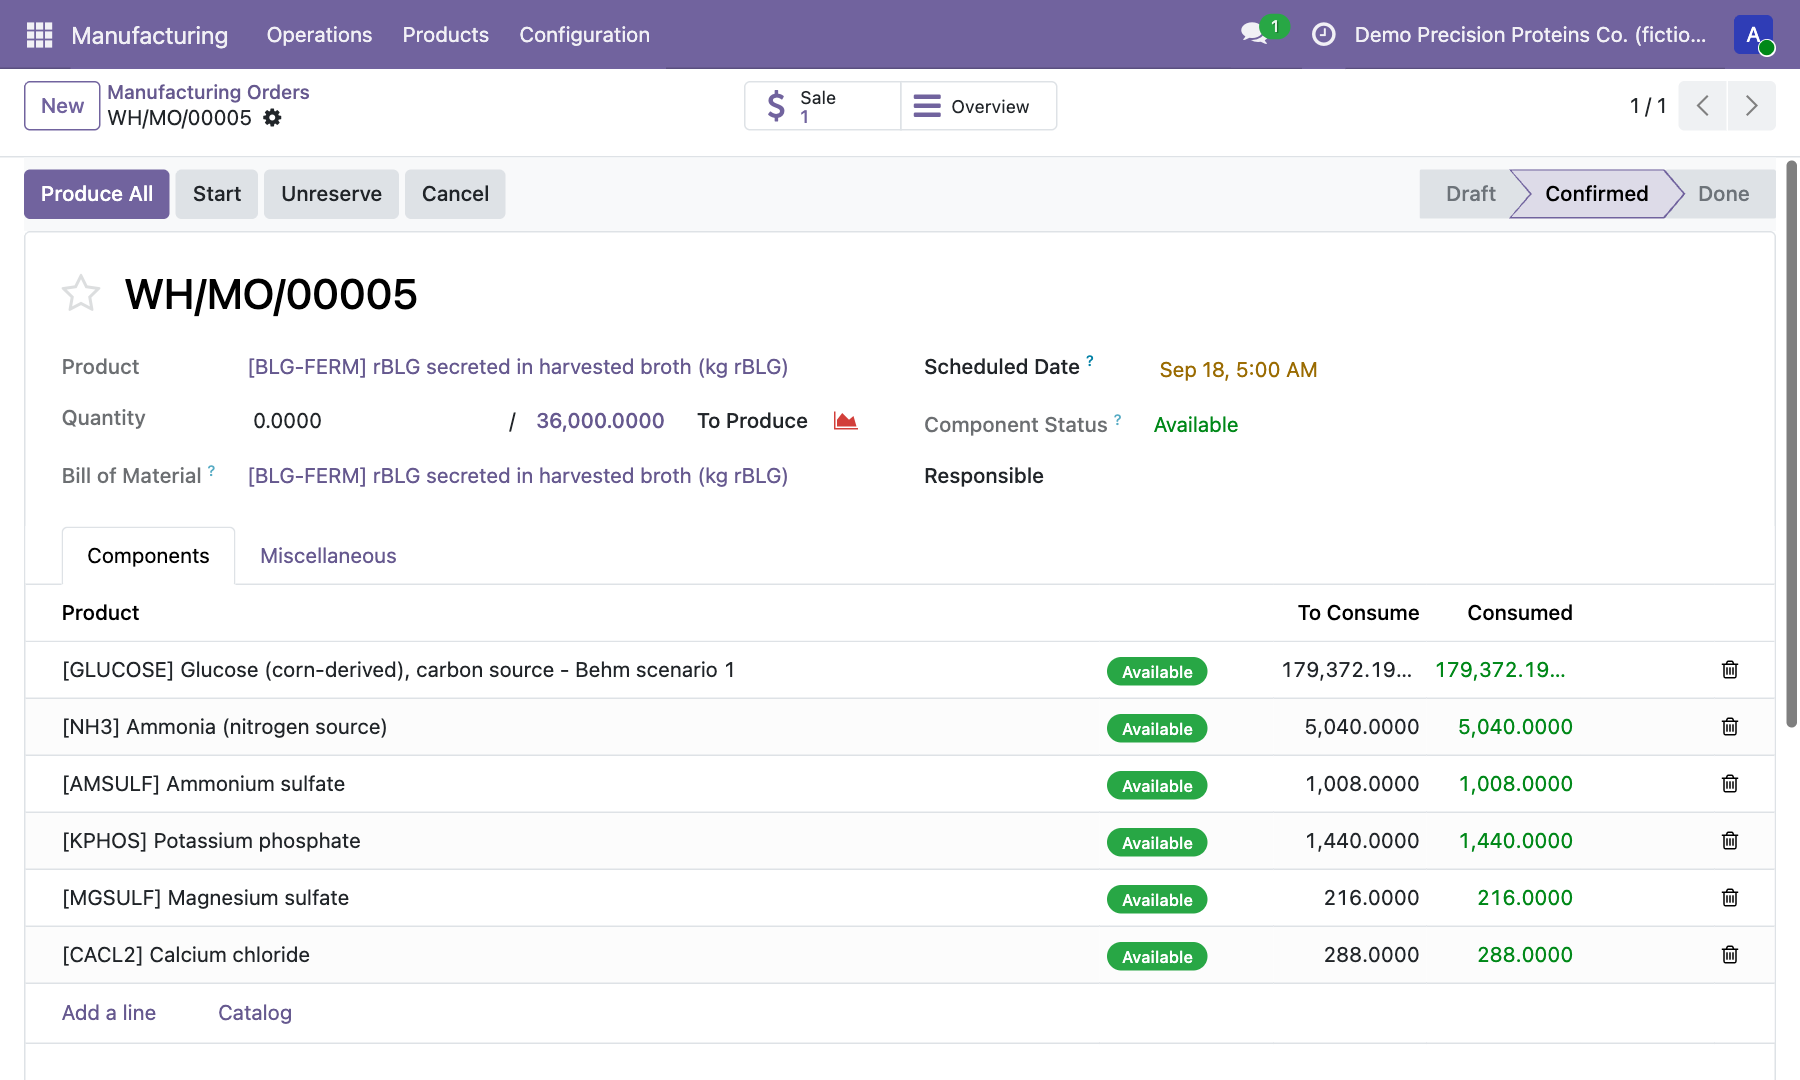 Manufacturing Operations Products Configuration 1 Demo Precision Proteins Co. (fictio... A
New Manufacturing Orders
WH/MO/00005
Sale
1
Overview
1 / 1
Produce All Start Unreserve Cancel Draft Confirmed Done
WH/MO/00005
Product [BLG-FERM] rBLG secreted in harvested broth (kg rBLG) Scheduled Date ? Sep 18, 5:00 AM
Quantity 0.0000 / 36,000.0000 To Produce Component Status ? Available
Bill of Material ? [BLG-FERM] rBLG secreted in harvested broth (kg rBLG) Responsible
Components Miscellaneous
Product To Consume Consumed
[GLUCOSE] Glucose (corn-derived), carbon source - Behm scenario 1 Available 179,372.19... 179,372.19...
[NH3] Ammonia (nitrogen source) Available 5,040.0000 5,040.0000
[AMSULF] Ammonium sulfate Available 1,008.0000 1,008.0000
[KPHOS] Potassium phosphate Available 1,440.0000 1,440.0000
[MGSULF] Magnesium sulfate Available 216.0000 216.0000
[CACL2] Calcium chloride Available 288.0000 288.0000
Add a line Catalog